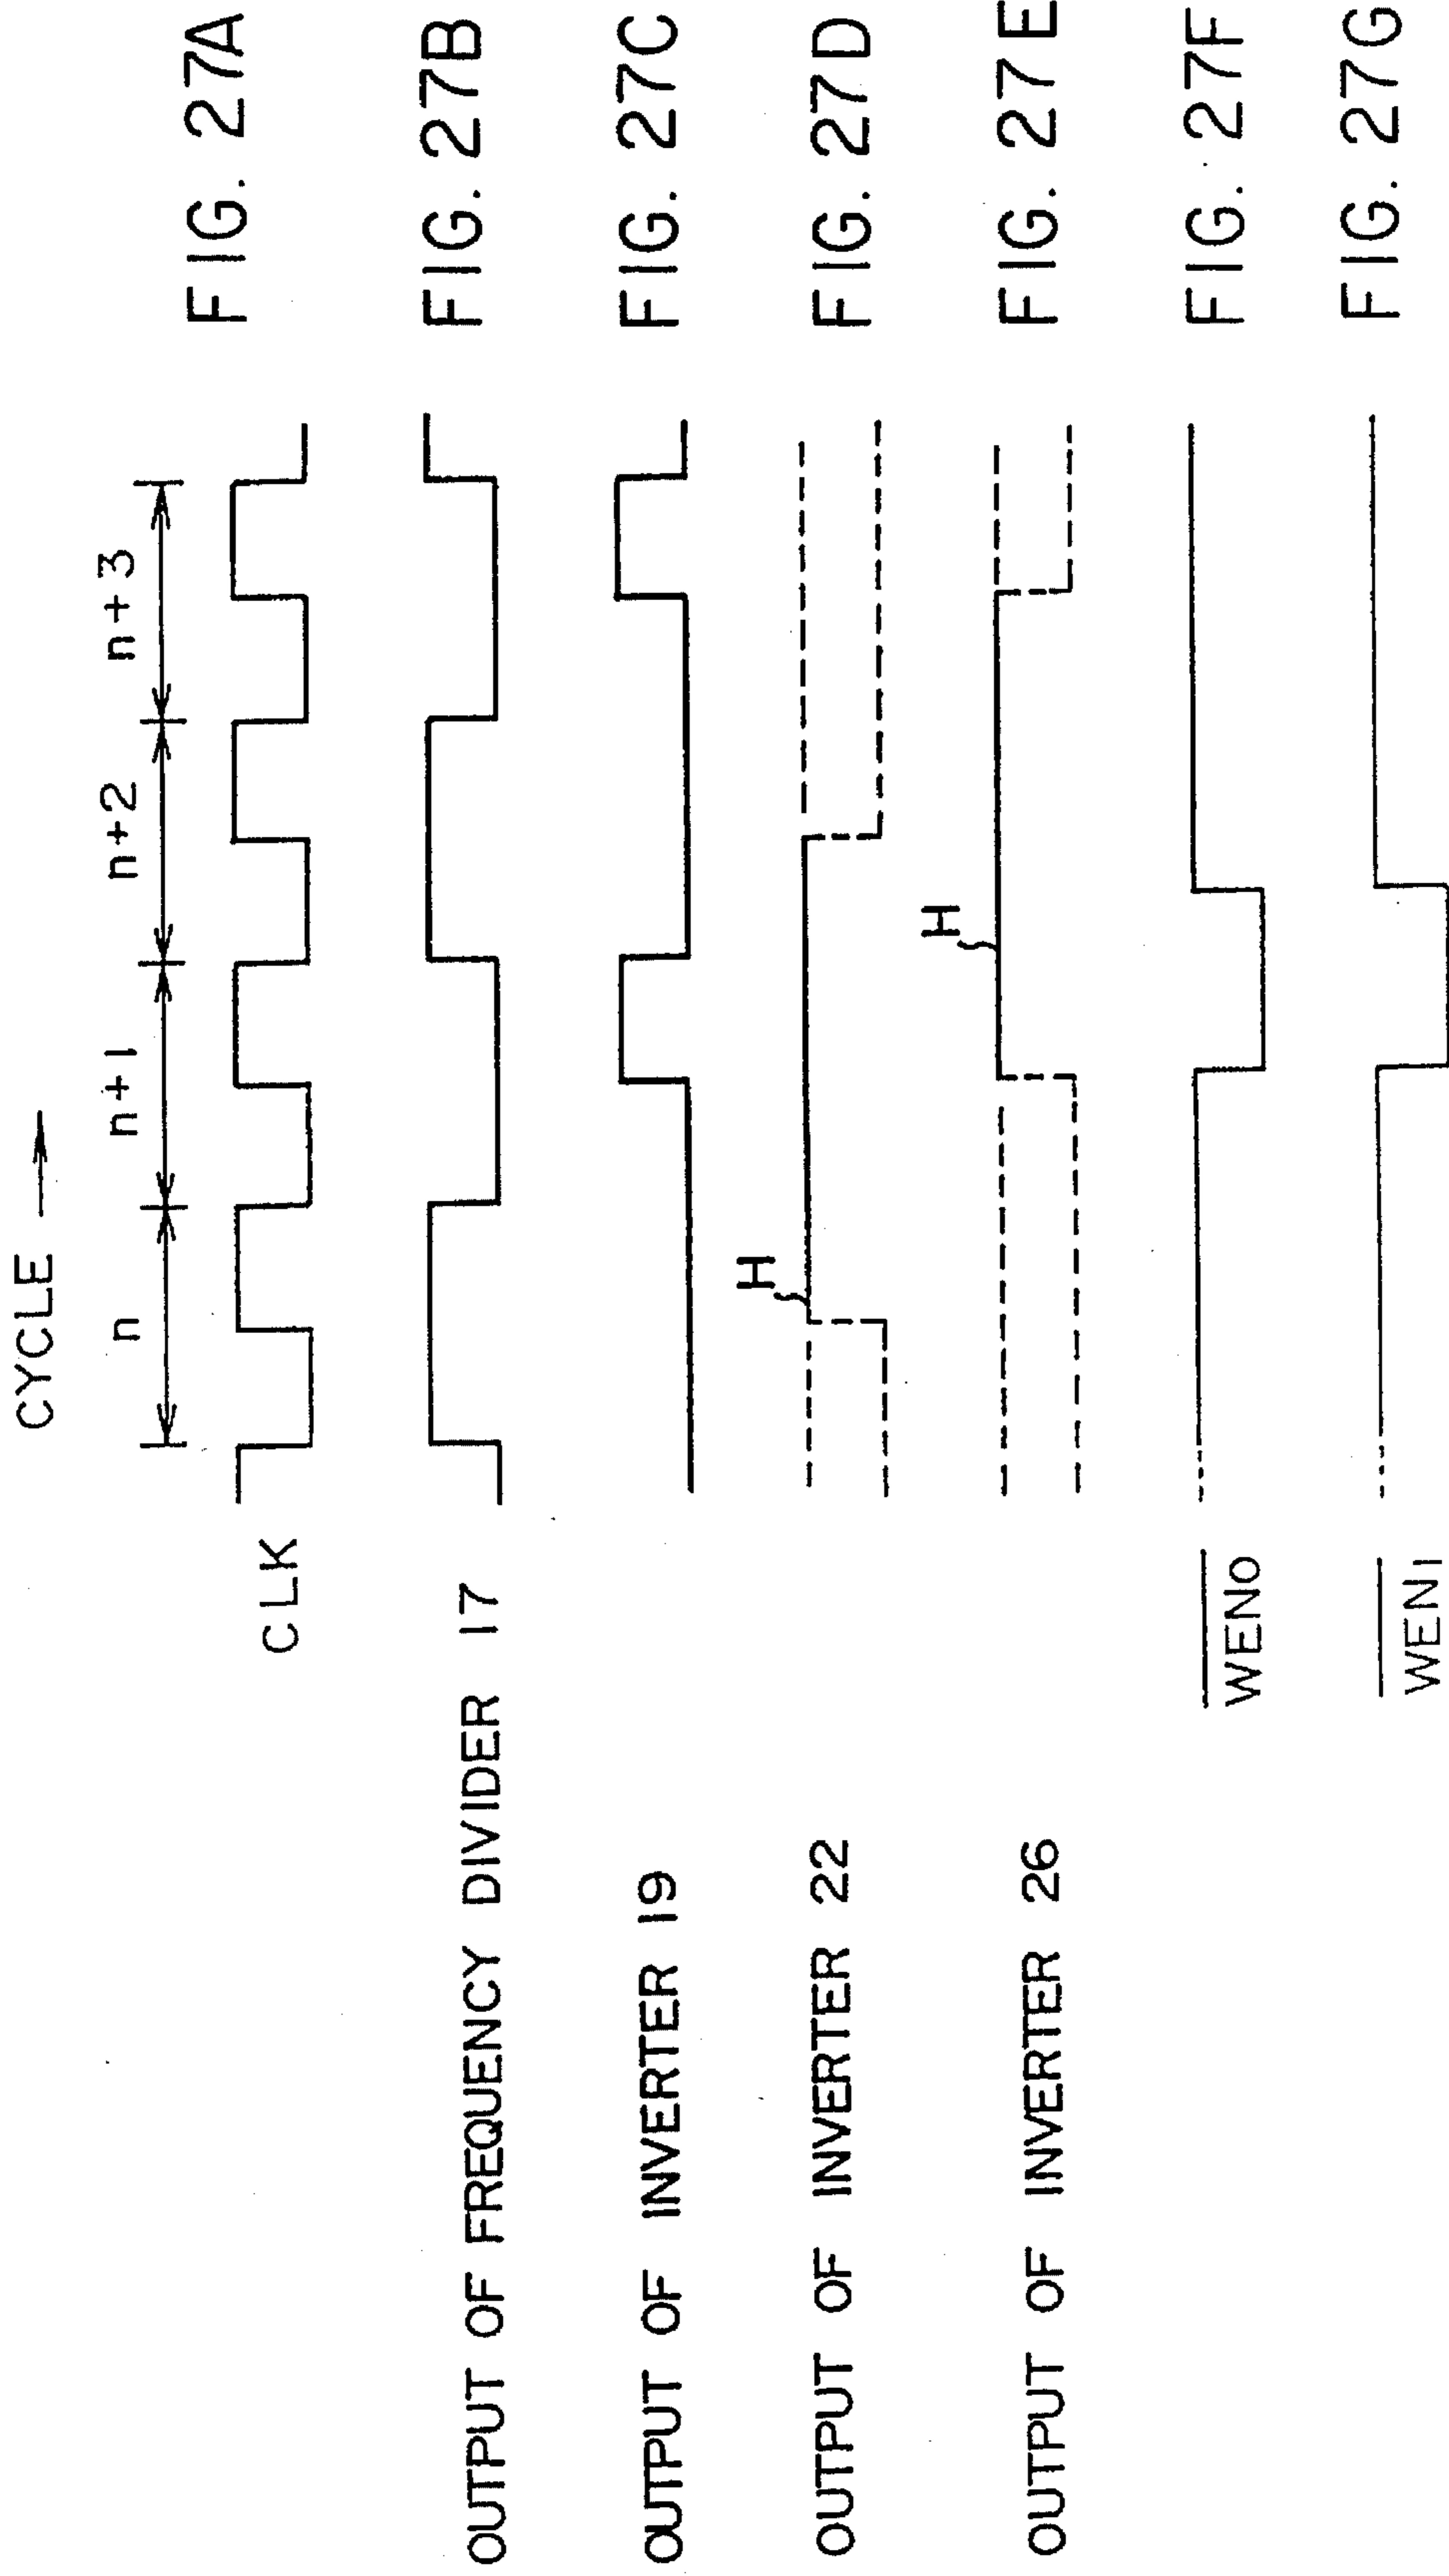 CYCLE
n n+1 n+2 n+3
CLK FIG. 27A
OUTPUT OF FREQUENCY DIVIDER 17 FIG. 27B
OUTPUT OF INVERTER 19 FIG. 27C
H
OUTPUT OF INVERTER 22 FIG. 27D
H
OUTPUT OF INVERTER 26 FIG. 27E
WEN0 FIG. 27F
WEN1 FIG. 27G